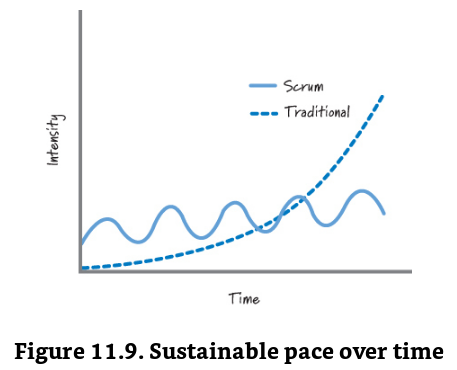 Scrum
Traditional
Intensity
Time
Figure 11.9. Sustainable pace over time